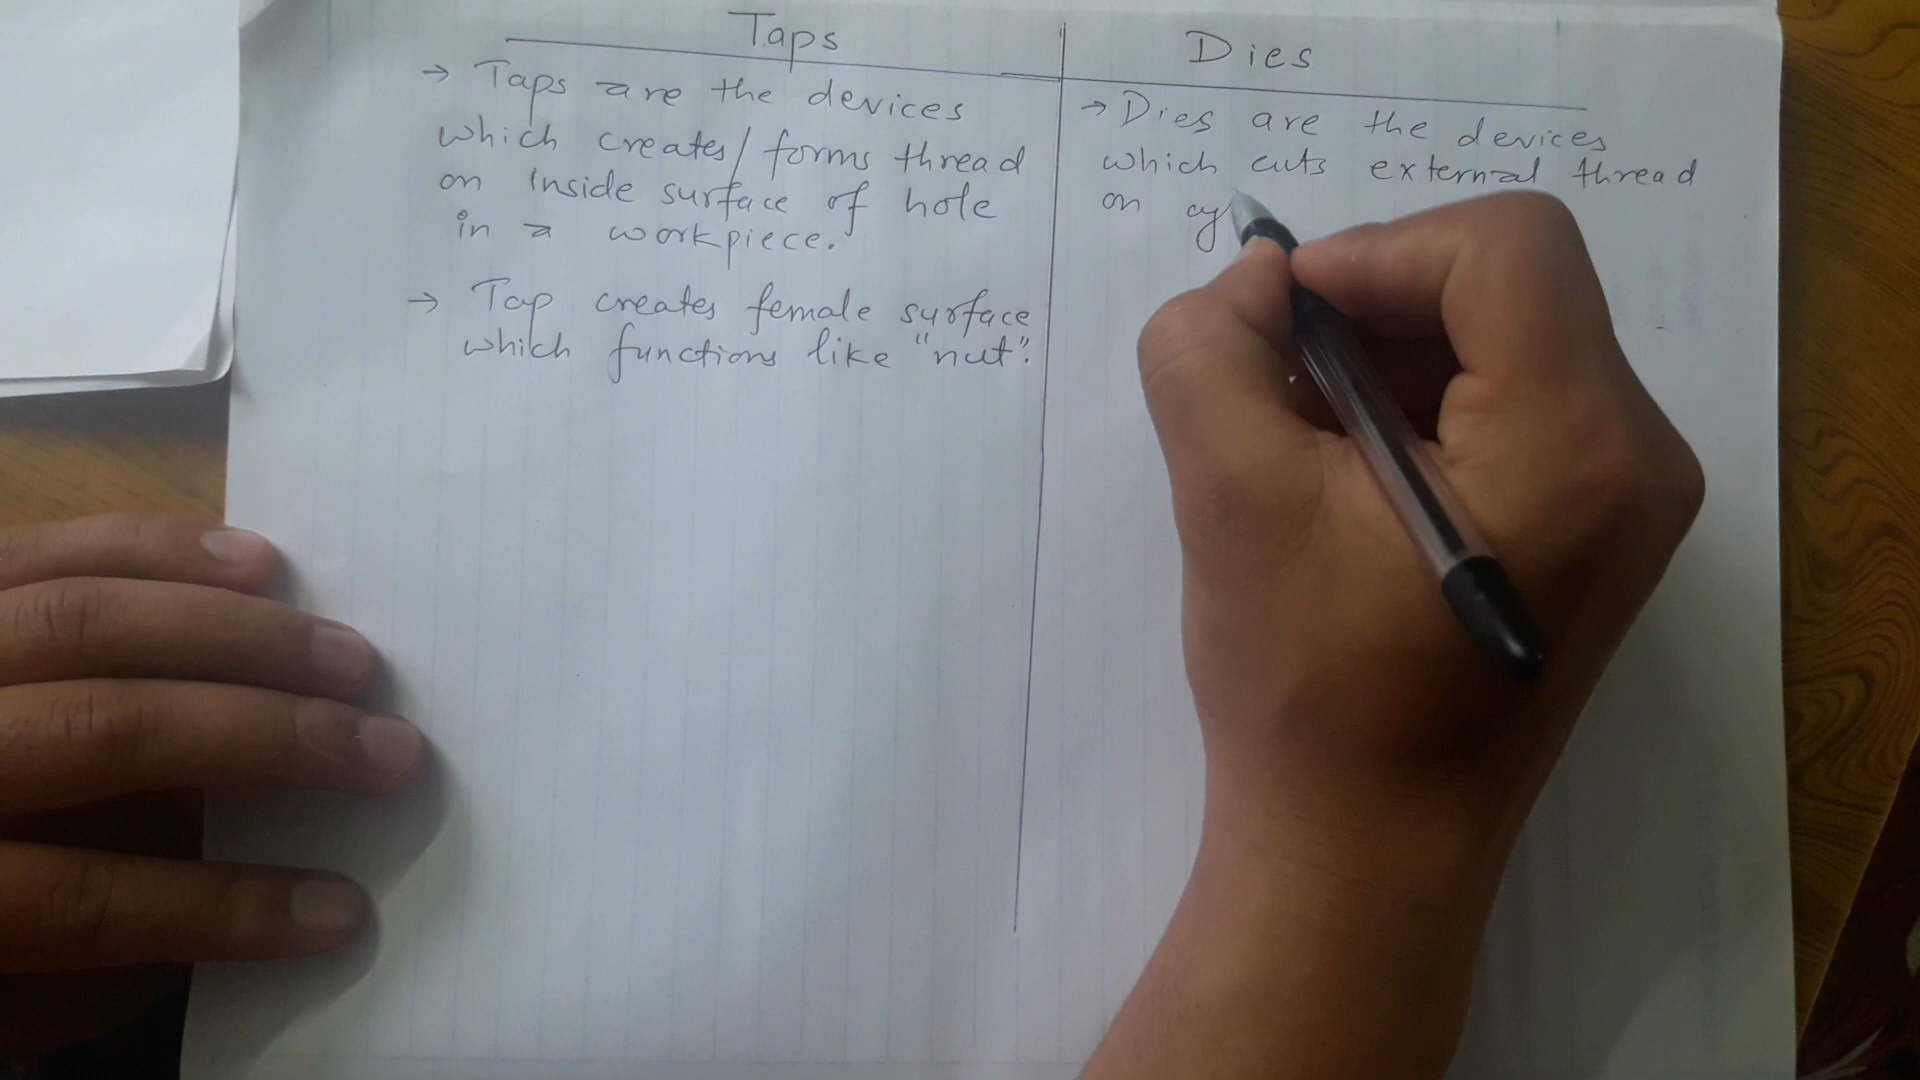 Taps
→ Taps are the devices
which creates/forms thread
on inside surface of hole
in a workpiece.
→ Tap creates female surface
which functions like "nut".
Dies
→ Dies are the devices
which cuts external thread
on cy